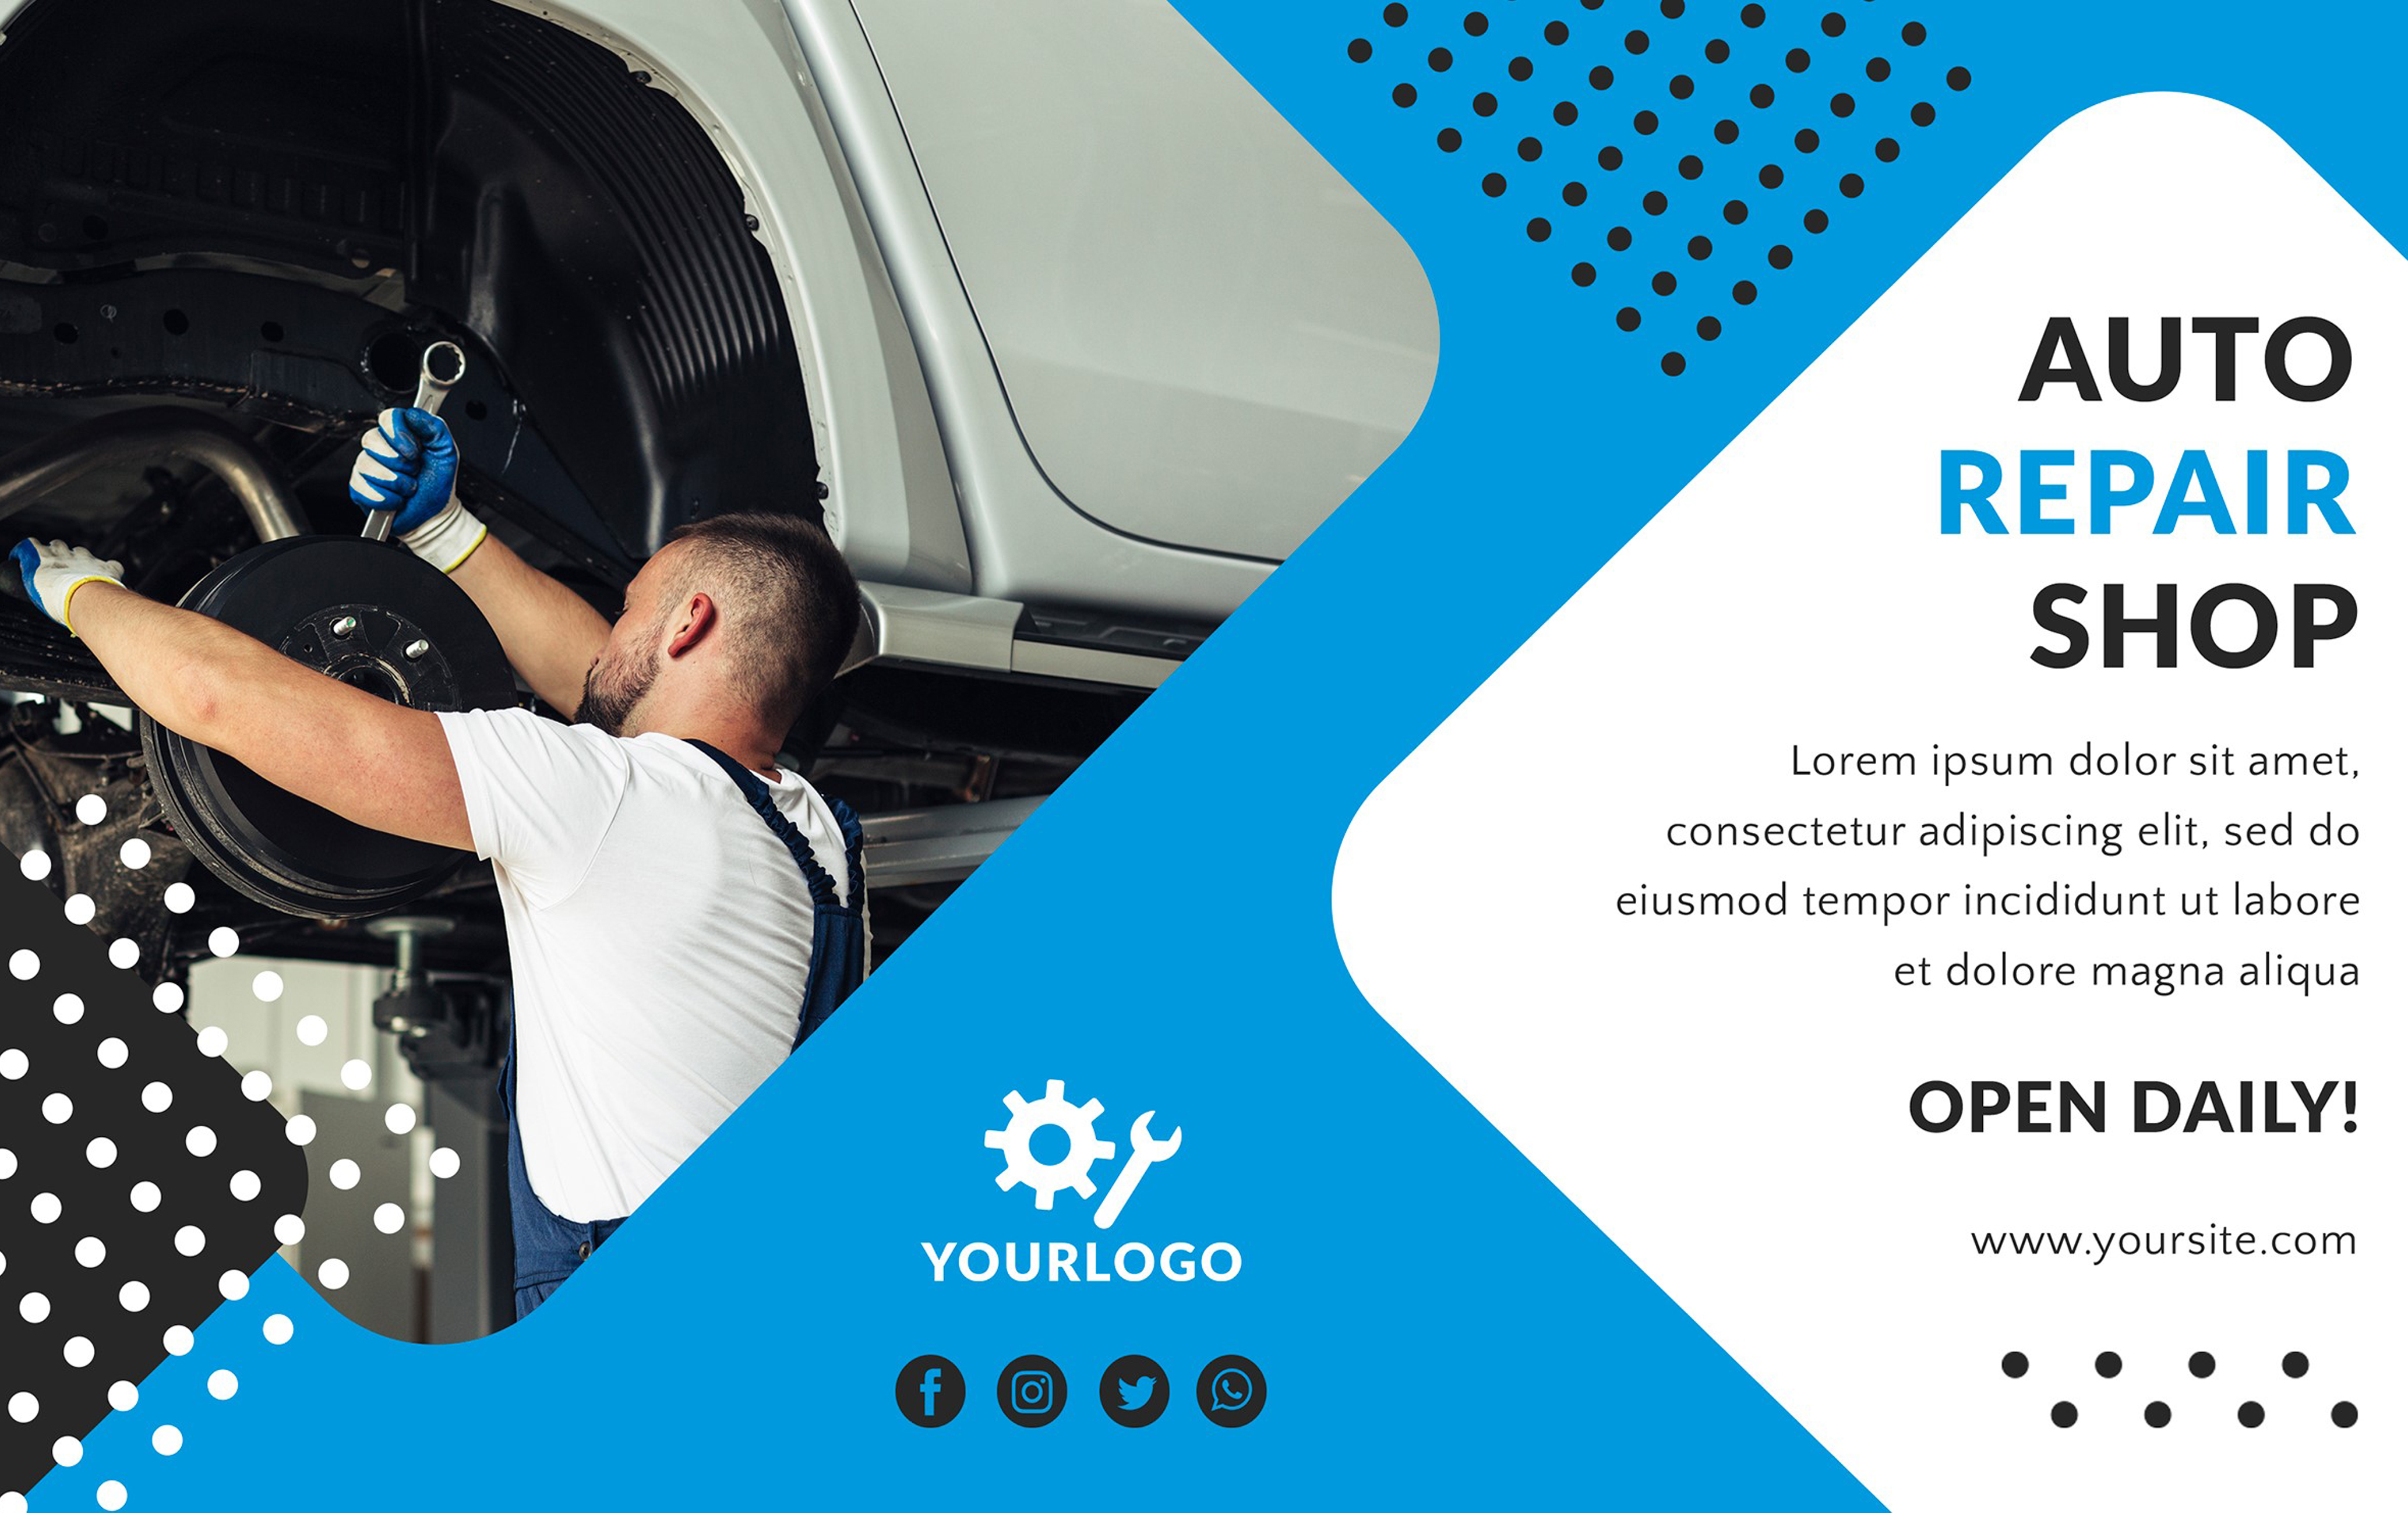 AUTO
REPAIR
SHOP
Lorem ipsum dolor sit amet,
consectetur adipiscing elit, sed do
eiusmod tempor incididunt ut labore
et dolore magna aliqua
OPEN DAILY!
www.yoursite.com
YOURLOGO